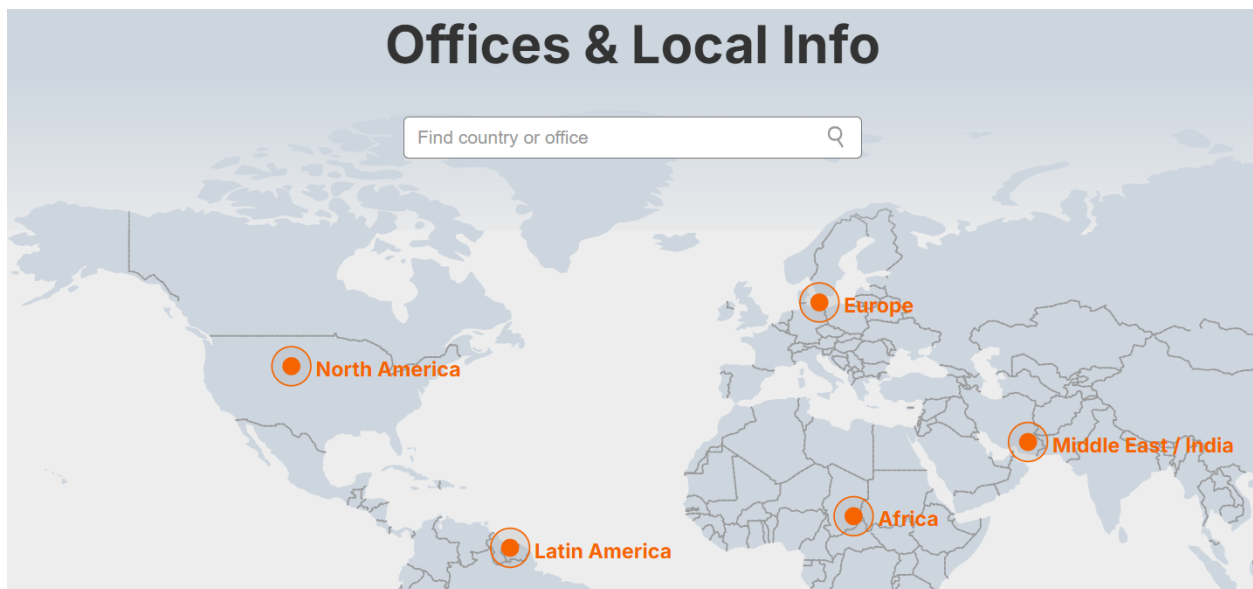 Offices & Local Info
Find country or office
Europe
North America
Middle East / India
Africa
Latin America